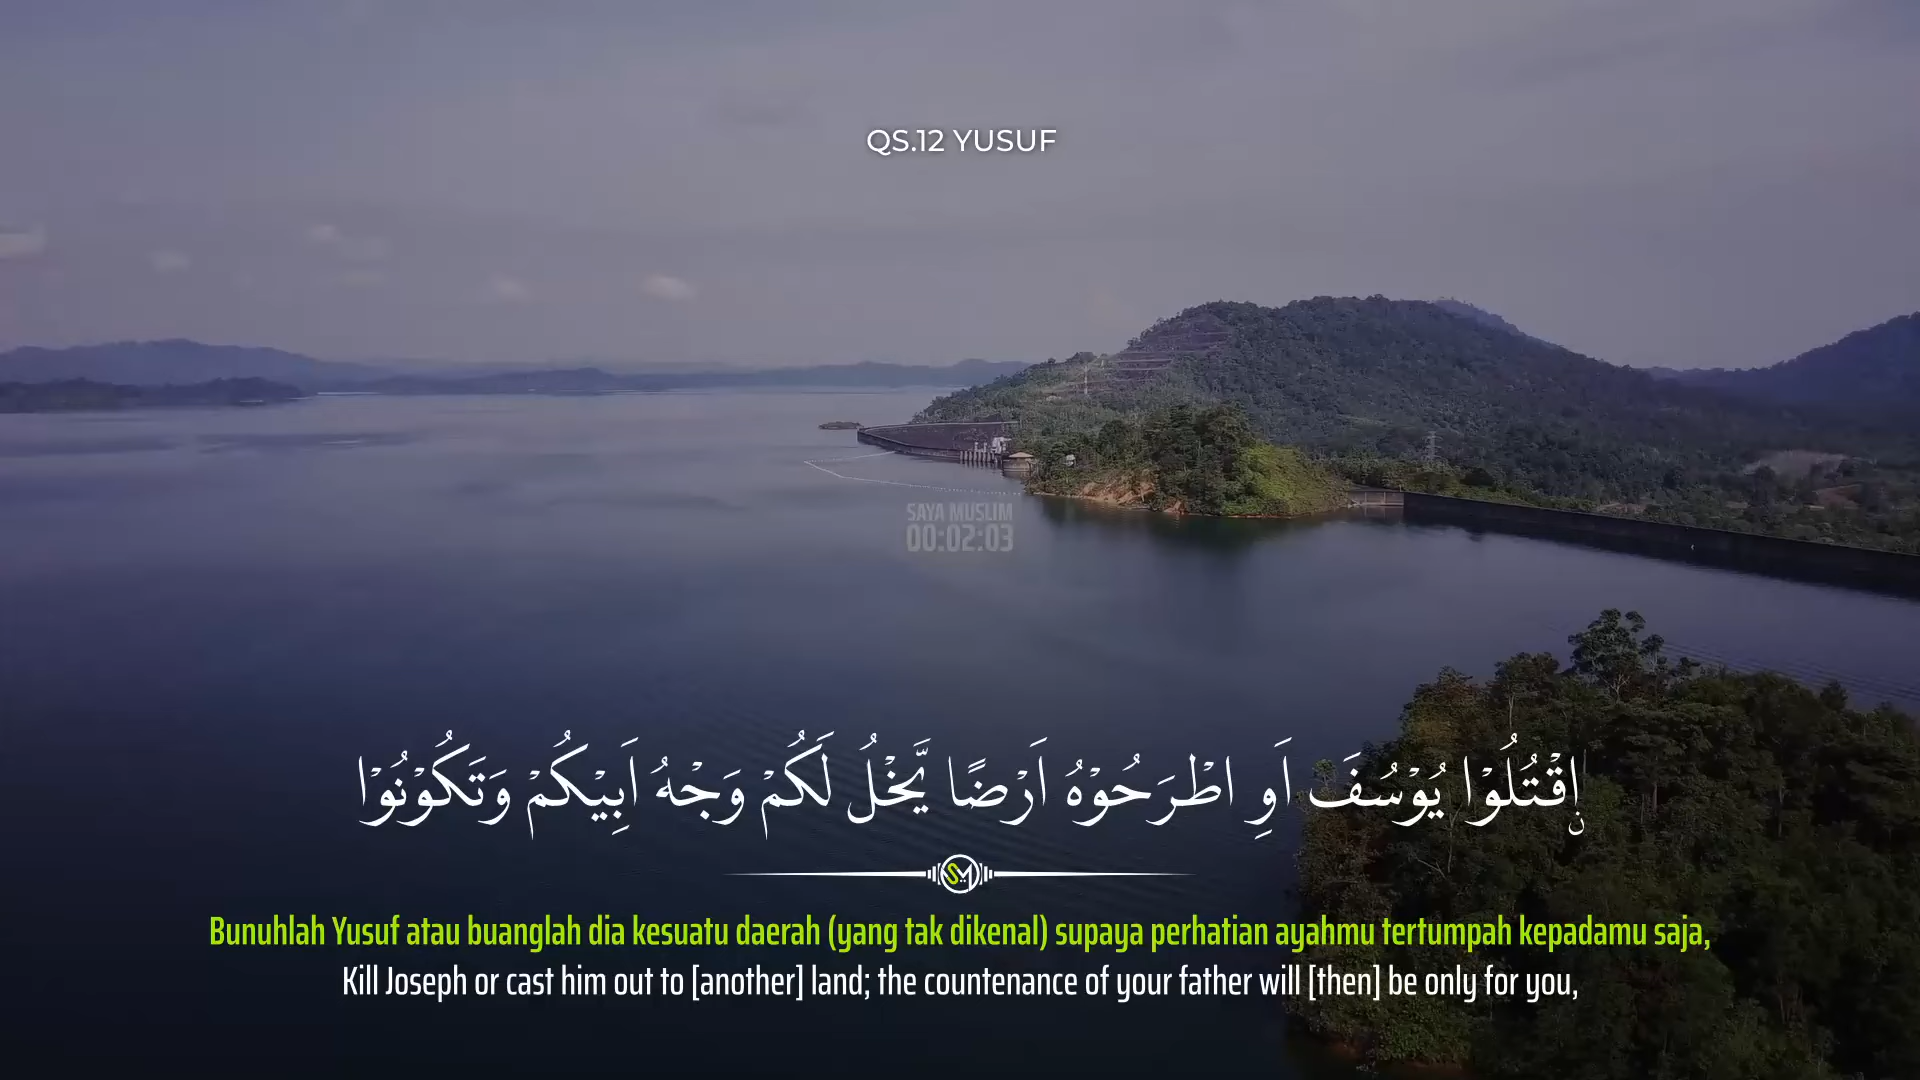 QS.12 YUSUF
SAYA MUSLIM
00:02:03
اِۨقْتُلُوْا يُوْسُفَ اَوِ اطْرَحُوْهُ اَرْضًا يَّخْلُ لَكُمْ وَجْهُ اَبِيْكُمْ وَتَكُوْنُوْا
SM
Bunuhlah Yusuf atau buanglah dia kesuatu daerah (yang tak dikenal) supaya perhatian ayahmu tertumpah kepadamu saja,
Kill Joseph or cast him out to [another] land; the countenance of your father will [then] be only for you,